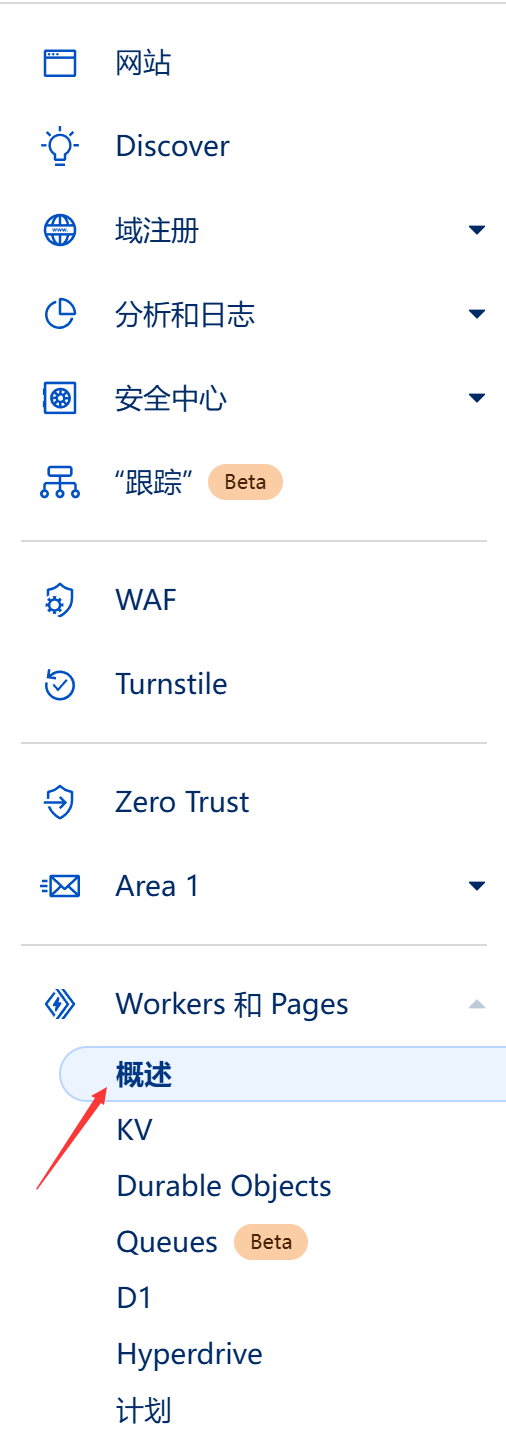 网站
Discover
www.
域注册
分析和日志
安全中心
“跟踪” Beta
WAF
Turnstile
Zero Trust
Area 1
Workers 和 Pages
概述
KV
Durable Objects
Queues Beta
D1
Hyperdrive
计划